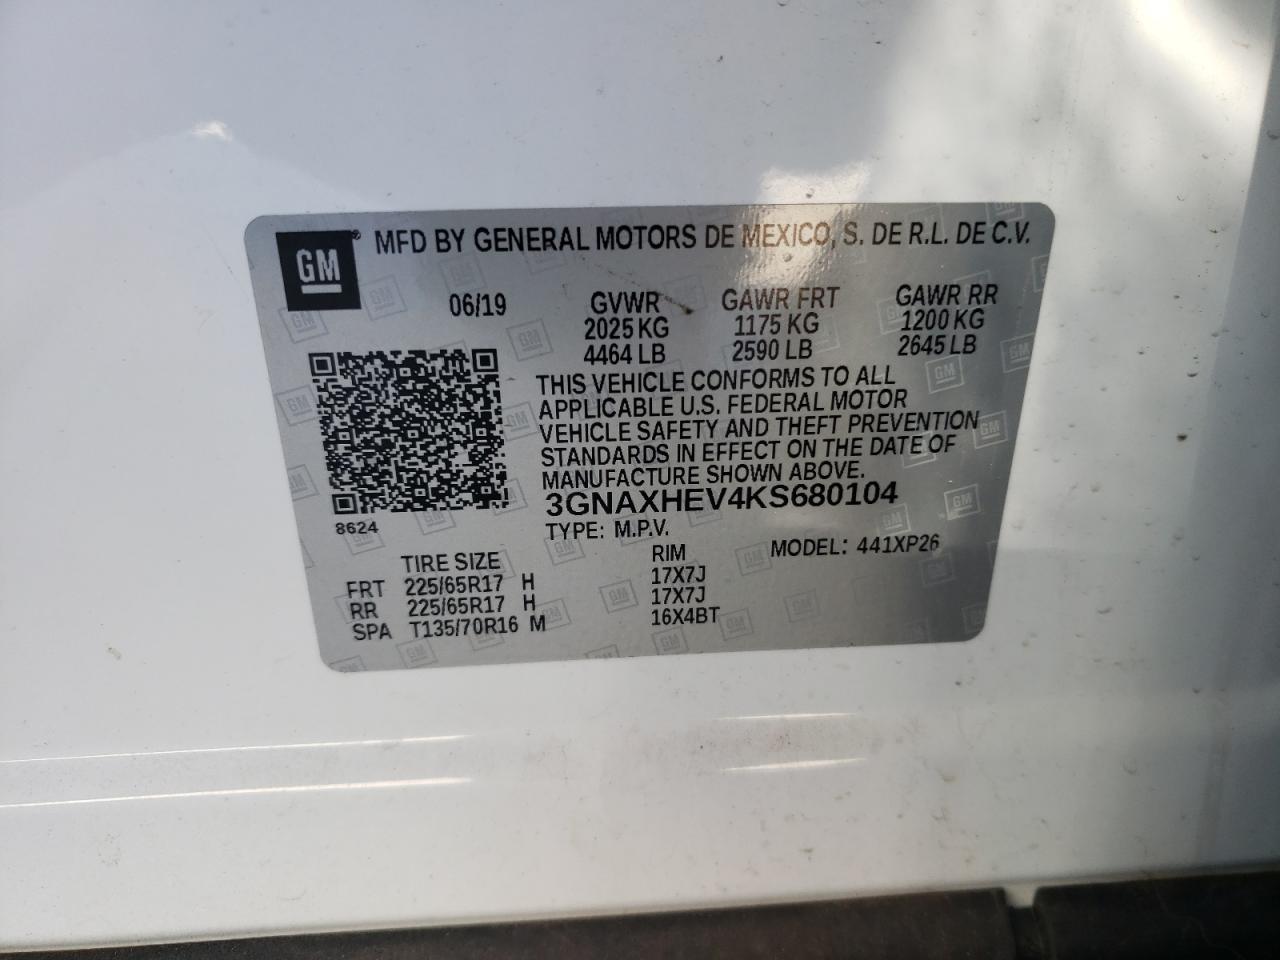 GM® MFD BY GENERAL MOTORS DE MEXICO, S. DE R.L. DE C.V.
06/19 GVWR GAWR FRT GAWR RR
2025 KG 1175 KG 1200 KG
4464 LB 2590 LB 2645 LB
THIS VEHICLE CONFORMS TO ALL
APPLICABLE U.S. FEDERAL MOTOR
VEHICLE SAFETY AND THEFT PREVENTION
STANDARDS IN EFFECT ON THE DATE OF
MANUFACTURE SHOWN ABOVE.
3GNAXHEV4KS680104
8624
TYPE: M.P.V. MODEL: 441XP26
TIRE SIZE RIM
FRT 225/65R17 H 17X7J
RR 225/65R17 H 17X7J
SPA T135/70R16 M 16X4BT